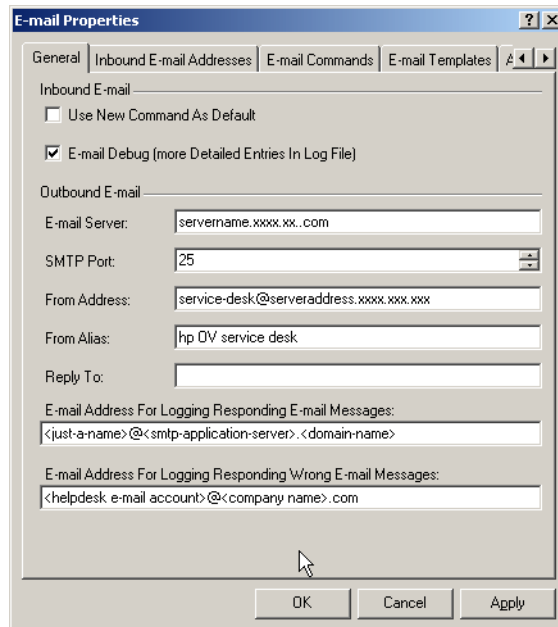 E-mail Properties
General Inbound E-mail Addresses E-mail Commands E-mail Templates
Inbound E-mail
Use New Command As Default
E-mail Debug (more Detailed Entries In Log File)
Outbound E-mail
E-mail Server: servername.xxxx.xx..com
SMTP Port: 25
From Address: service-desk@serveraddress.xxxx.xxx.xxx
From Alias: hp OV service desk
Reply To:
E-mail Address For Logging Responding E-mail Messages:
<just-a-name>@<smtp-application-server>.<domain-name>
E-mail Address For Logging Responding Wrong E-mail Messages:
<helpdesk e-mail account>@<company name>.com
OK Cancel Apply